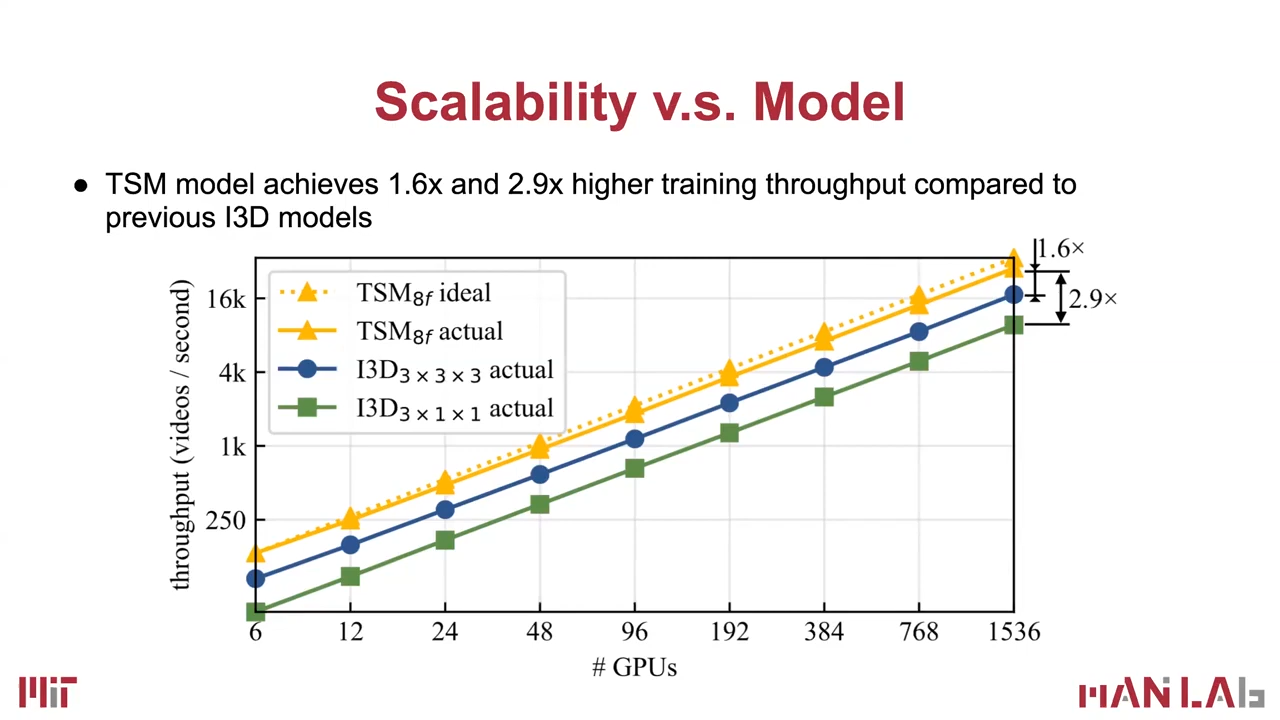 Scalability v.s. Model
● TSM model achieves 1.6x and 2.9x higher training throughput compared to
previous I3D models
throughput (videos / second)
16k
4k
1k
250
TSM8f ideal
TSM8f actual
I3D3×3×3 actual
I3D3×1×1 actual
1.6×
2.9×
6 12 24 48 96 192 384 768 1536
# GPUs
MIT
HAN LAb